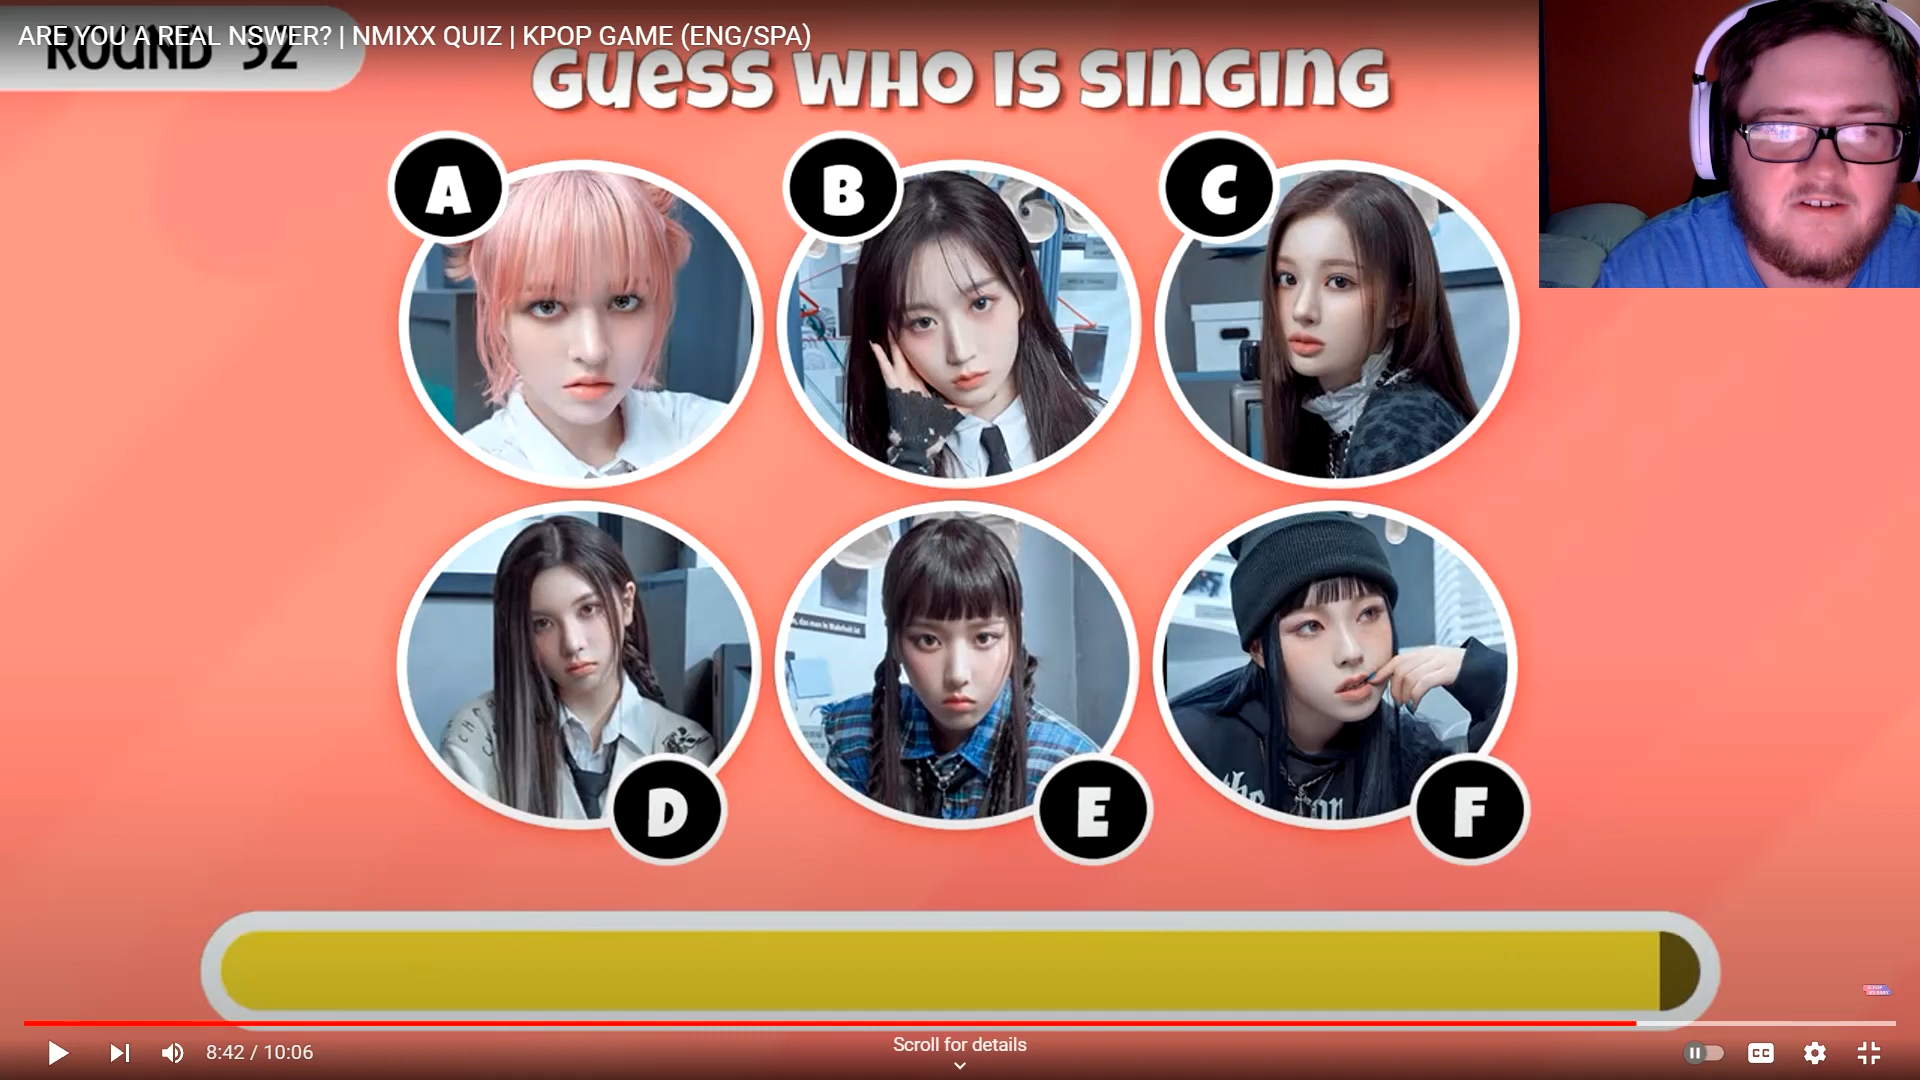 ARE YOU A REAL NSWER? | NMIXX QUIZ | KPOP GAME (ENG/SPA)
ROUND 32
GUESS WHO IS SINGING
A
B
C
D
E
F
8:42 / 10:06
Scroll for details
CC